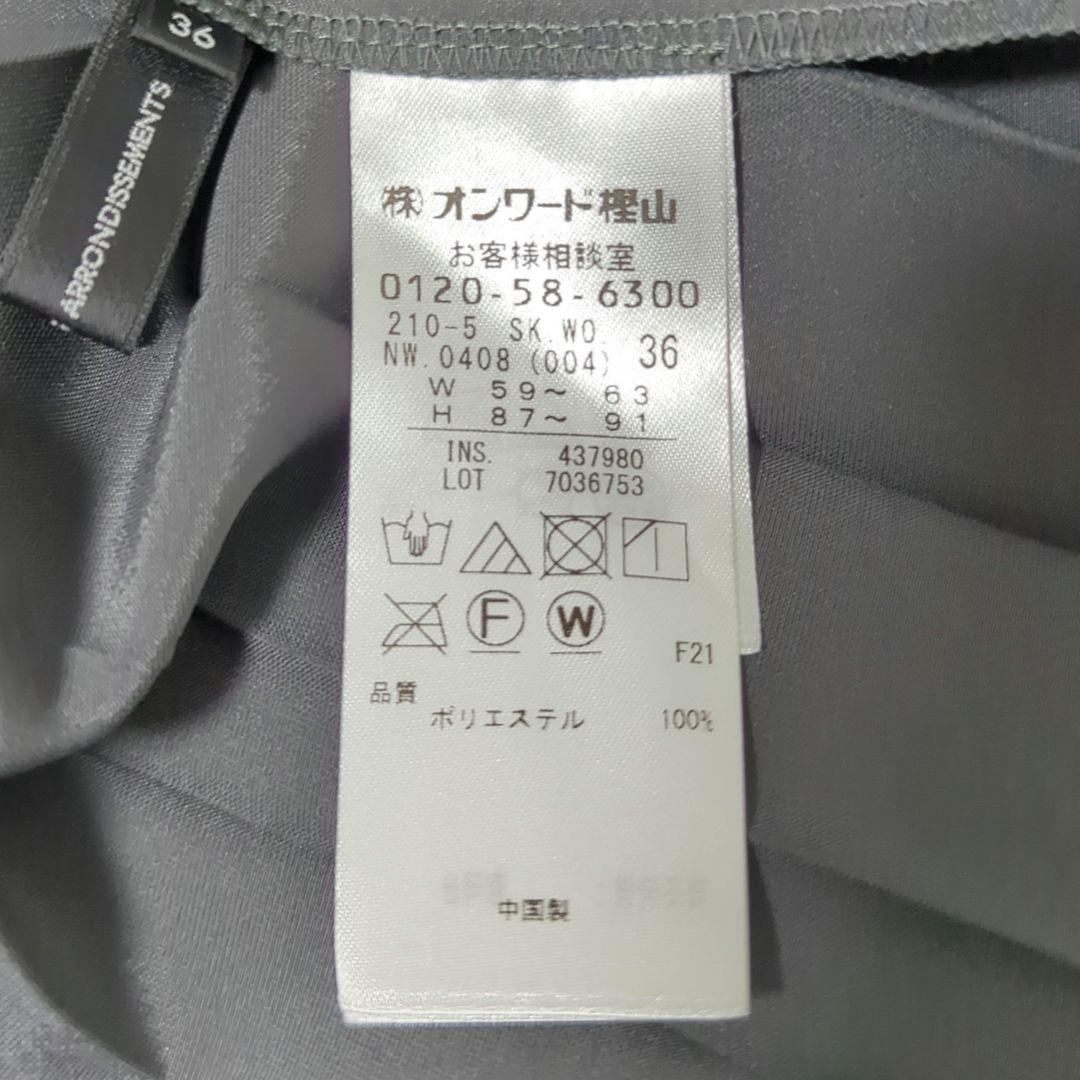 36
ARRONDISSEMENTS
(株)オンワード樫山
お客様相談室
0120-58-6300
210-5 SK.WO.
NW.0408 (004) 36
W 59〜 63
H 87〜 91
INS. 437980
LOT 7036753
F
W
F21
品質
ポリエステル 100%
中国製